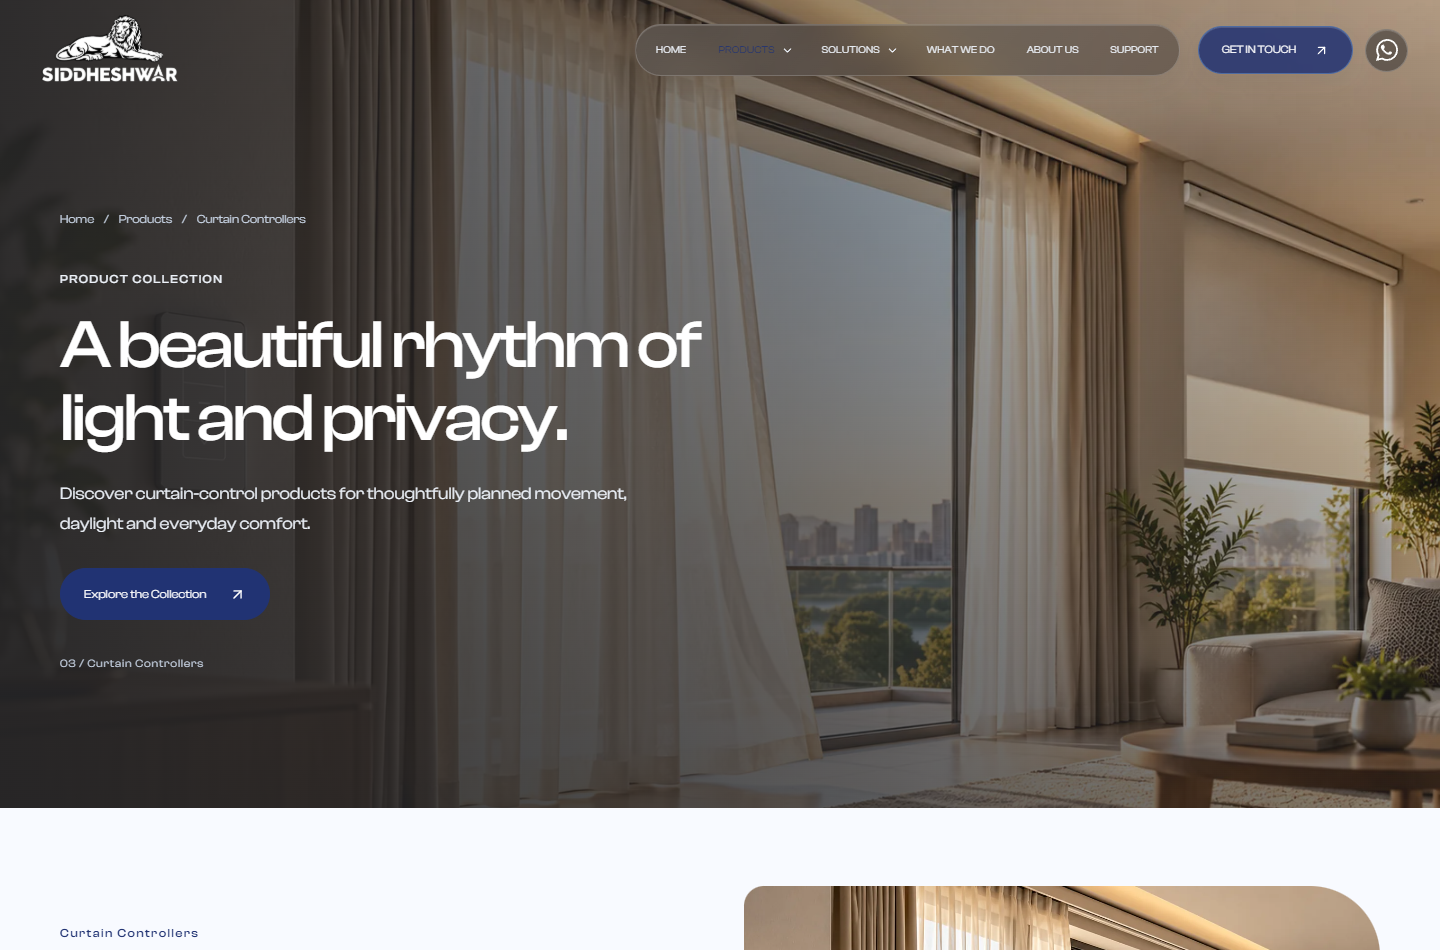 SIDDHESHWAR
HOME PRODUCTS SOLUTIONS WHAT WE DO ABOUT US SUPPORT GET IN TOUCH
Home / Products / Curtain Controllers
PRODUCT COLLECTION
A beautiful rhythm of
light and privacy.
Discover curtain-control products for thoughtfully planned movement,
daylight and everyday comfort.
Explore the Collection
03 / Curtain Controllers
Curtain Controllers